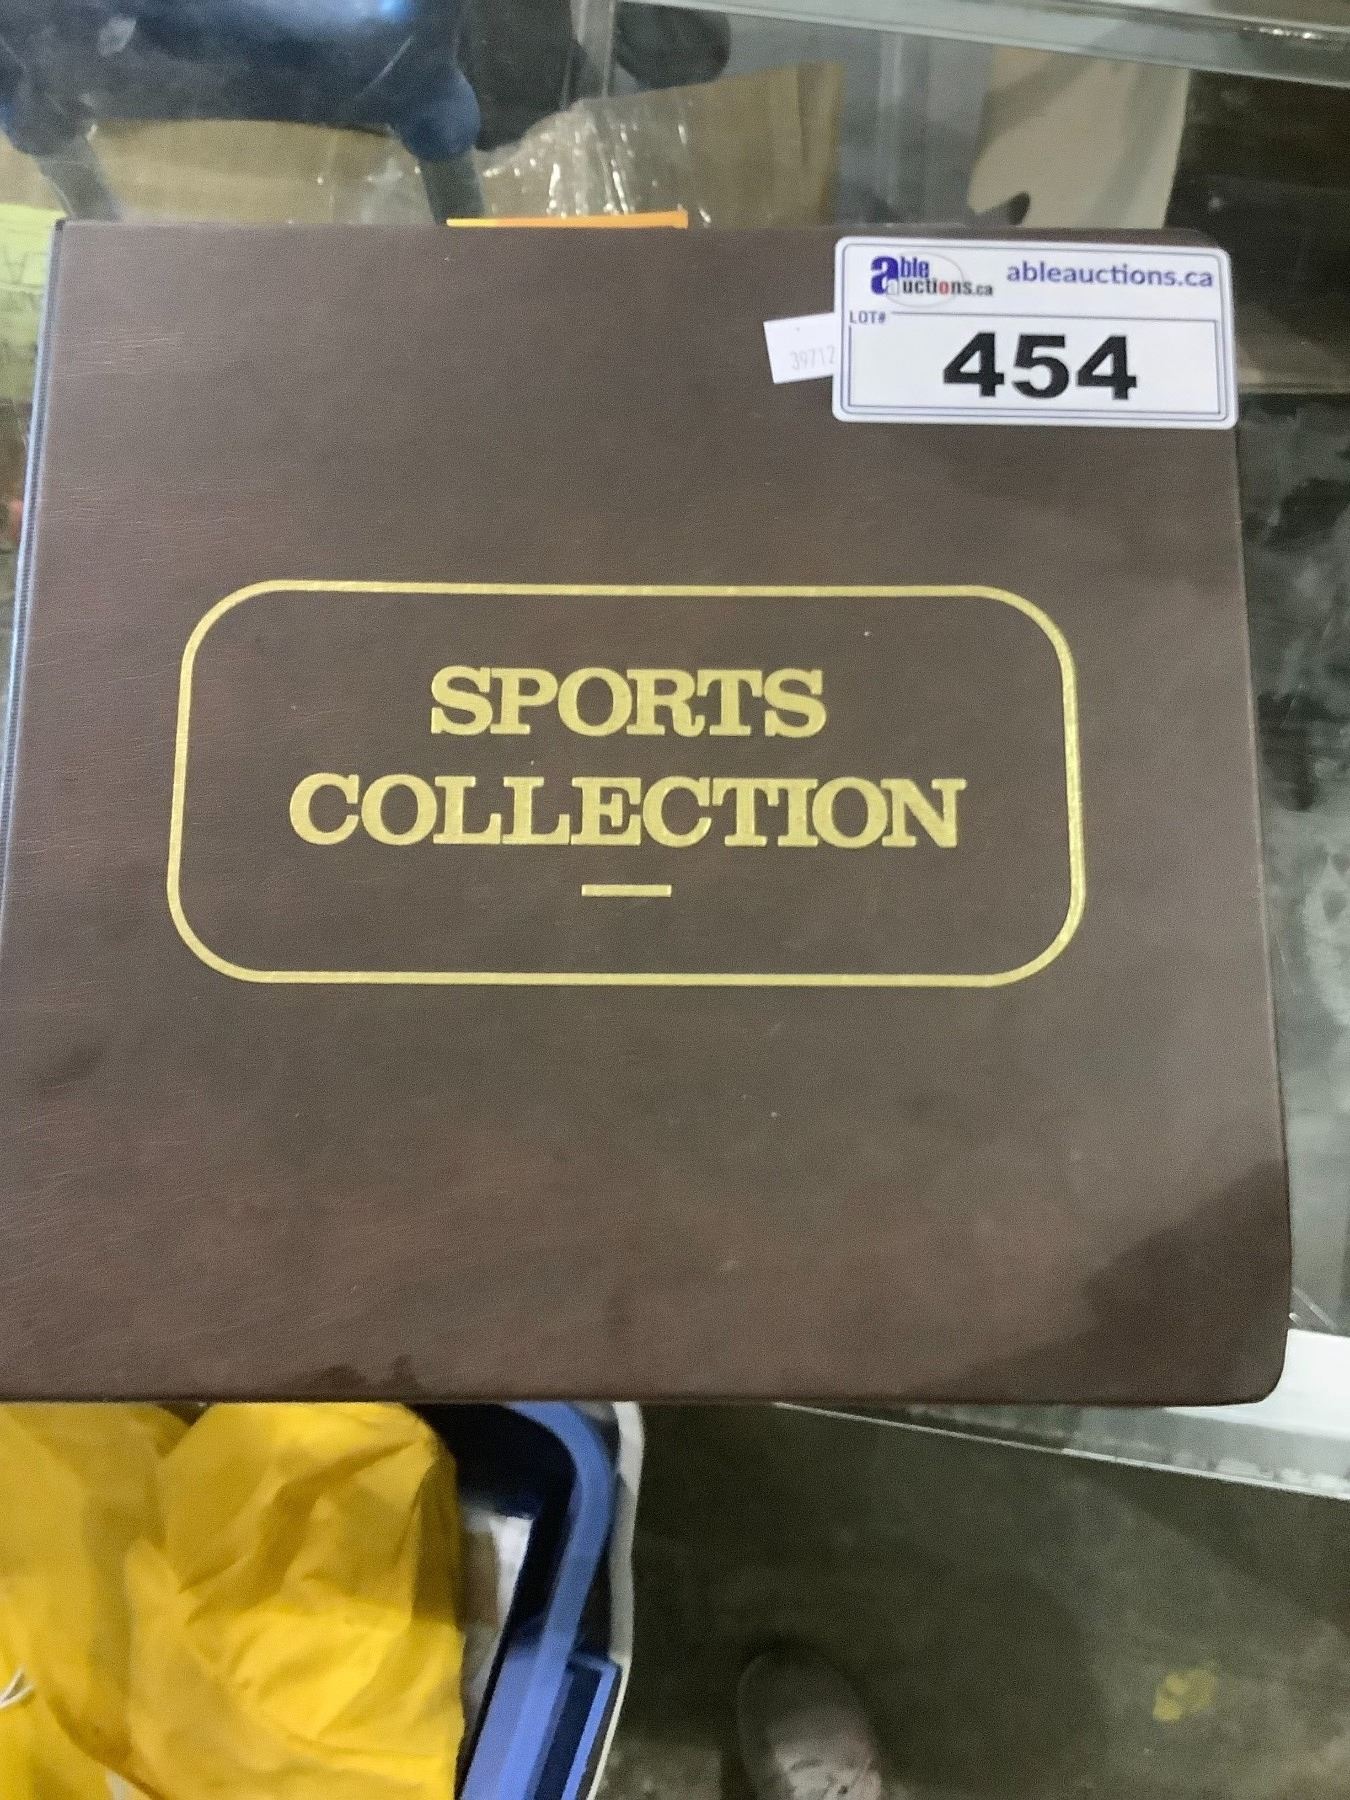 able
auctions.ca
ableauctions.ca
LOT#
454
39712
SPORTS
COLLECTION